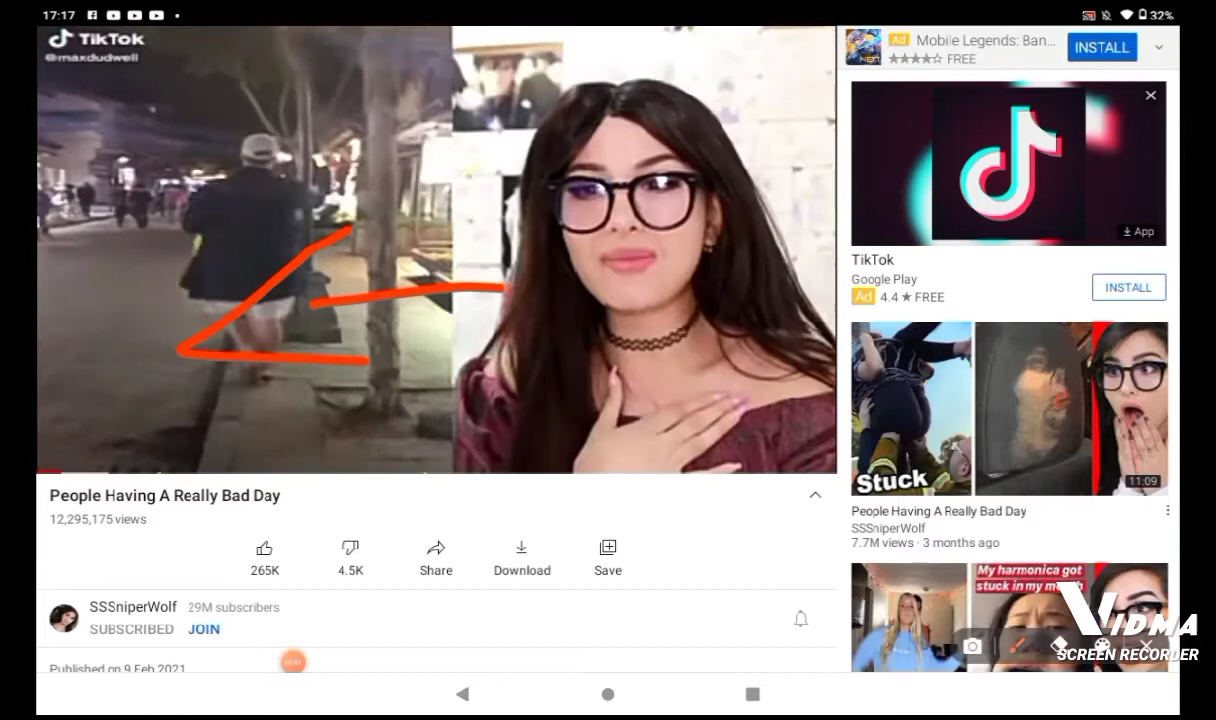 17:17
32%
TikTok
@maxdudwell
Ad Mobile Legends: Ban...
FREE
INSTALL
NEXT
App
TikTok
Google Play
Ad 4.4 ★ FREE
INSTALL
Stuck
11:09
People Having A Really Bad Day
SSSniperWolf
7.7M views · 3 months ago
My harmonica got
stuck in my mouth
People Having A Really Bad Day
12,295,175 views
265K
4.5K
Share
Download
Save
SSSniperWolf 29M subscribers
SUBSCRIBED JOIN
Published on 9 Feb 2021
VIDMA
SCREEN RECORDER